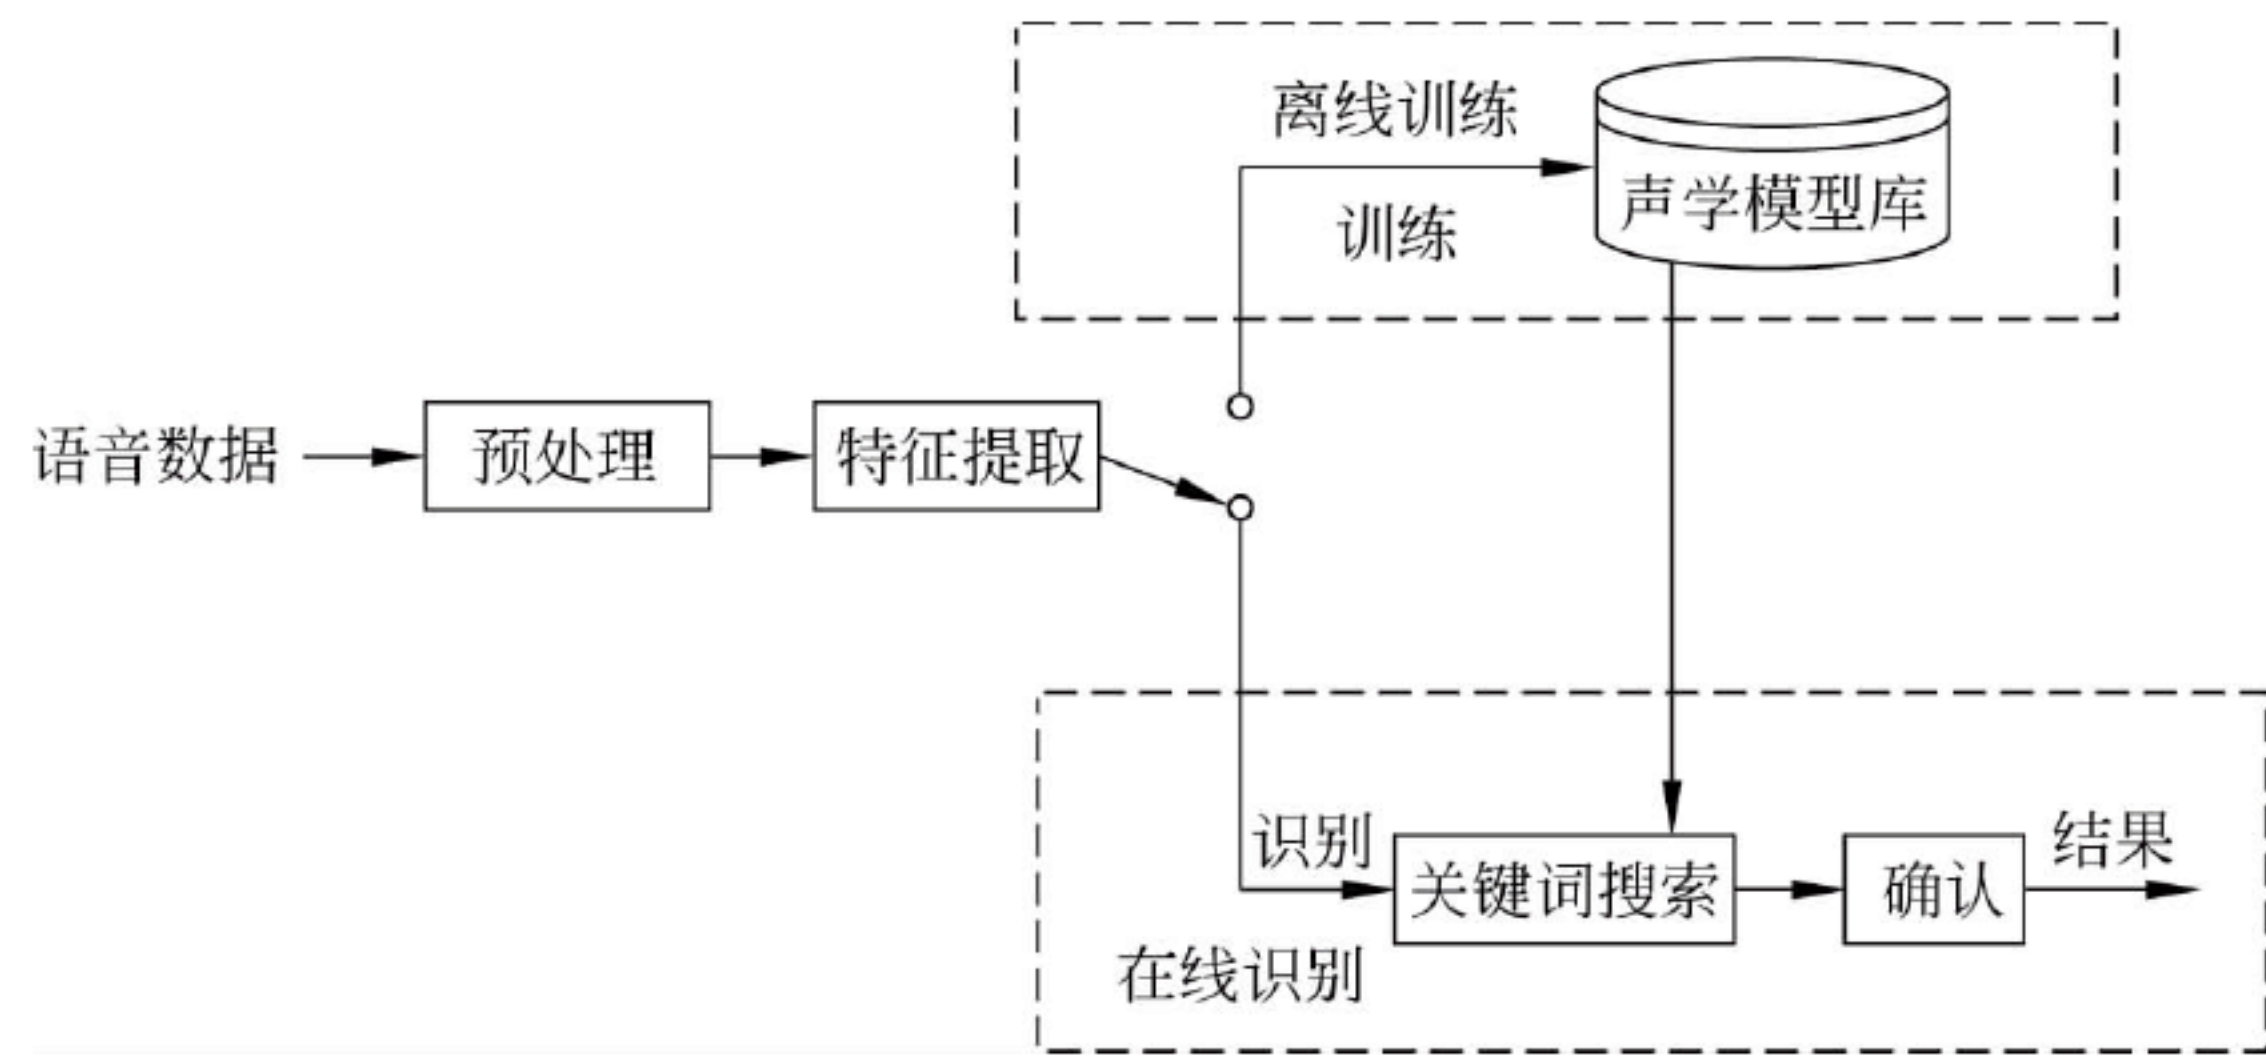 离线训练
声学模型库
训练
语音数据
预处理
特征提取
识别
关键词搜索
确认
结果
在线识别